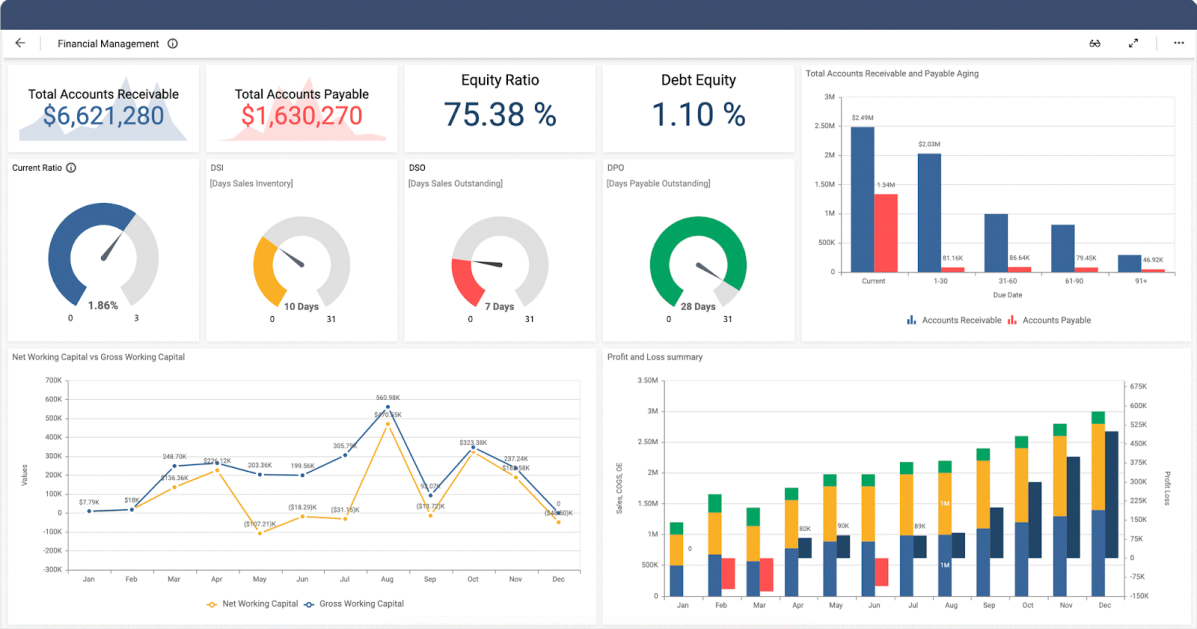 Financial Management
Total Accounts Receivable
$6,621,280
Total Accounts Payable
$1,630,270
Equity Ratio
75.38 %
Debt Equity
1.10 %
Total Accounts Receivable and Payable Aging
3M
2.50M
2M
1.50M
1M
500K
0
$2.49M
1.34M
$2.03M
81.16K
86.64K
79.45K
46.92K
Current
1-30
31-60
61-90
91+
Due Date
Accounts Receivable
Accounts Payable
Current Ratio
1.86%
0
3
DSI
[Days Sales Inventory]
10 Days
0
31
DSO
[Days Sales Outstanding]
7 Days
0
31
DPO
[Days Payable Outstanding]
28 Days
0
31
Net Working Capital vs Gross Working Capital
Values
700K
600K
500K
400K
300K
200K
100K
0
-100K
-200K
-300K
$7.79K
$18K
248.70K
$136.36K
$226.12K
203.36K
($107.21)K
199.56K
($18.29)K
305.79K
($31.15)K
560.98K
($13.72)K
$323.38K
237.24K
0
Jan
Feb
Mar
Apr
May
Jun
Jul
Aug
Sep
Oct
Nov
Dec
Net Working Capital
Gross Working Capital
Profit and Loss summary
Sales, COGS, OE
3.50M
3M
2.50M
2M
1.50M
1M
500K
0
0
80K
90K
89K
1M
1M
675K
600K
525K
450K
375K
300K
225K
150K
75K
0
-75K
-150K
Profit Loss
Jan
Feb
Mar
Apr
May
Jun
Jul
Aug
Sep
Oct
Nov
Dec